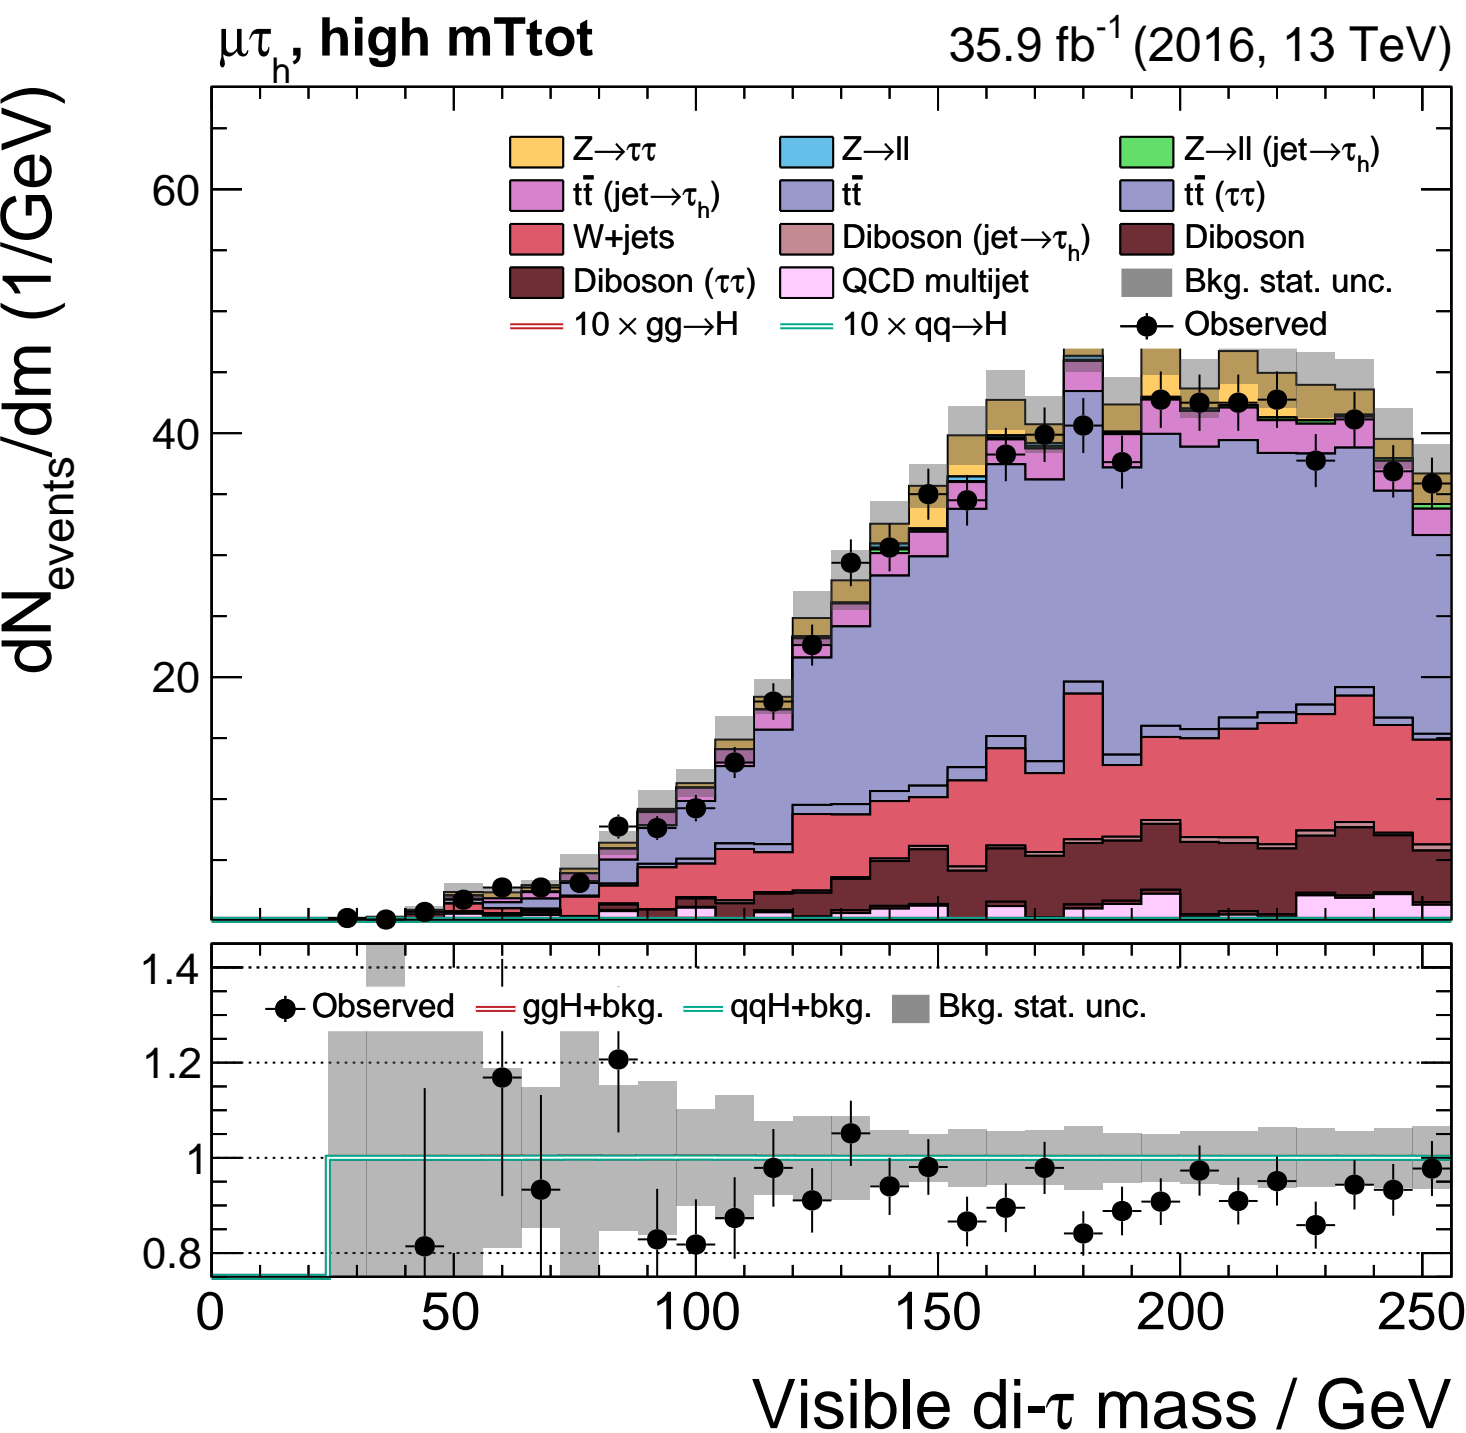 μτh, high mTtot 35.9 fb-1 (2016, 13 TeV)
dNevents/dm (1/GeV)
Z→ττ Z→ll Z→ll (jet→τh)
tt̄ (jet→τh) tt̄ tt̄ (ττ)
W+jets Diboson (jet→τh) Diboson
Diboson (ττ) QCD multijet Bkg. stat. unc.
10 × gg→H 10 × qq→H Observed
60
40
20
1.4
Observed ggH+bkg. qqH+bkg. Bkg. stat. unc.
1.2
1
0.8
0 50 100 150 200 250
Visible di-τ mass / GeV